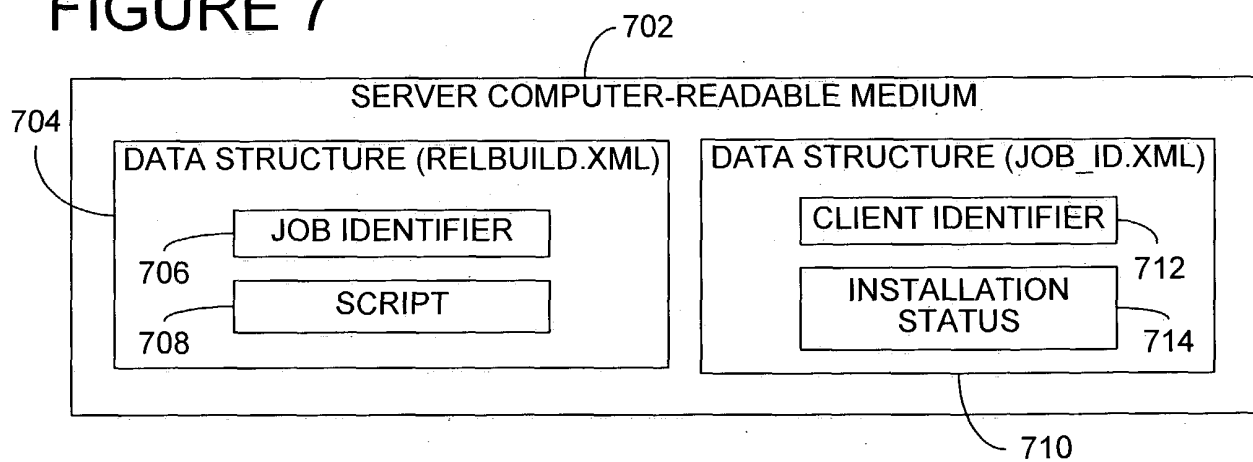 FIGURE 7
702
SERVER COMPUTER-READABLE MEDIUM
704
DATA STRUCTURE (RELBUILD.XML)
JOB IDENTIFIER
706
SCRIPT
708
DATA STRUCTURE (JOB_ID.XML)
CLIENT IDENTIFIER
712
INSTALLATION
STATUS
714
710